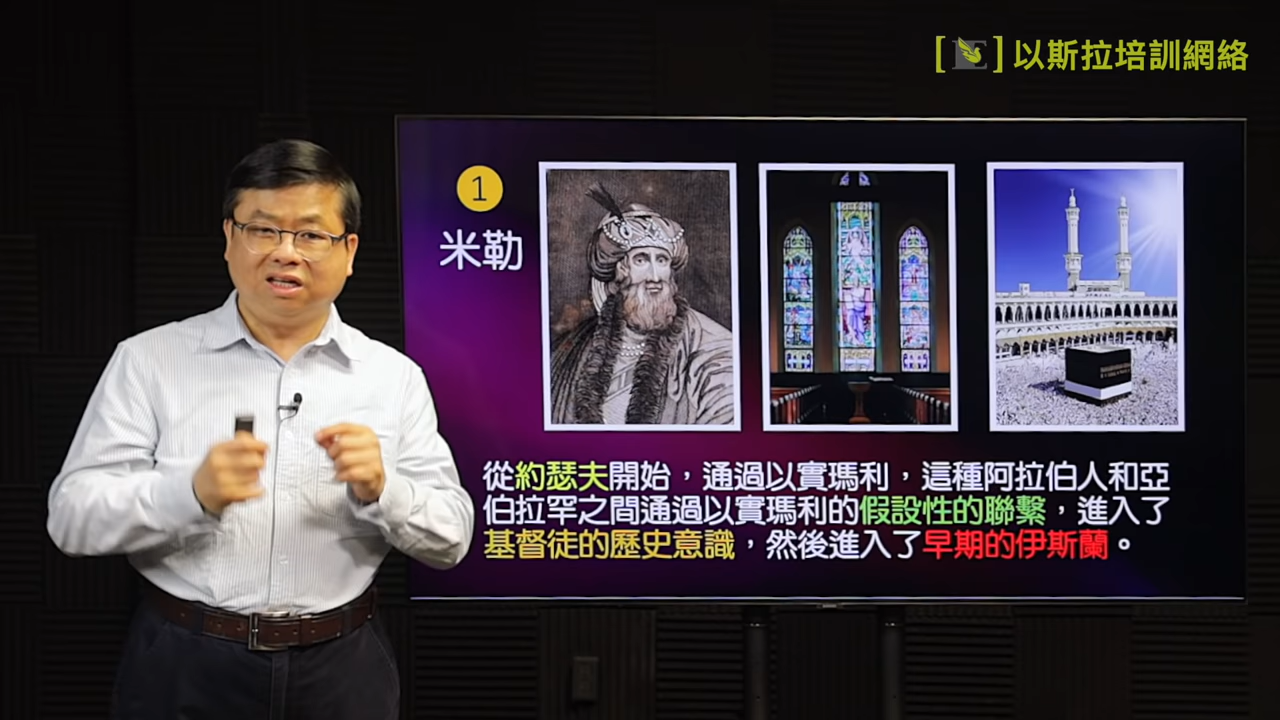 [E] 以斯拉培訓網絡
1
米勒
從約瑟夫開始，通過以實瑪利，這種阿拉伯人和亞
伯拉罕之間通過以實瑪利的假設性的聯繫，進入了
基督徒的歷史意識，然後進入了早期的伊斯蘭。